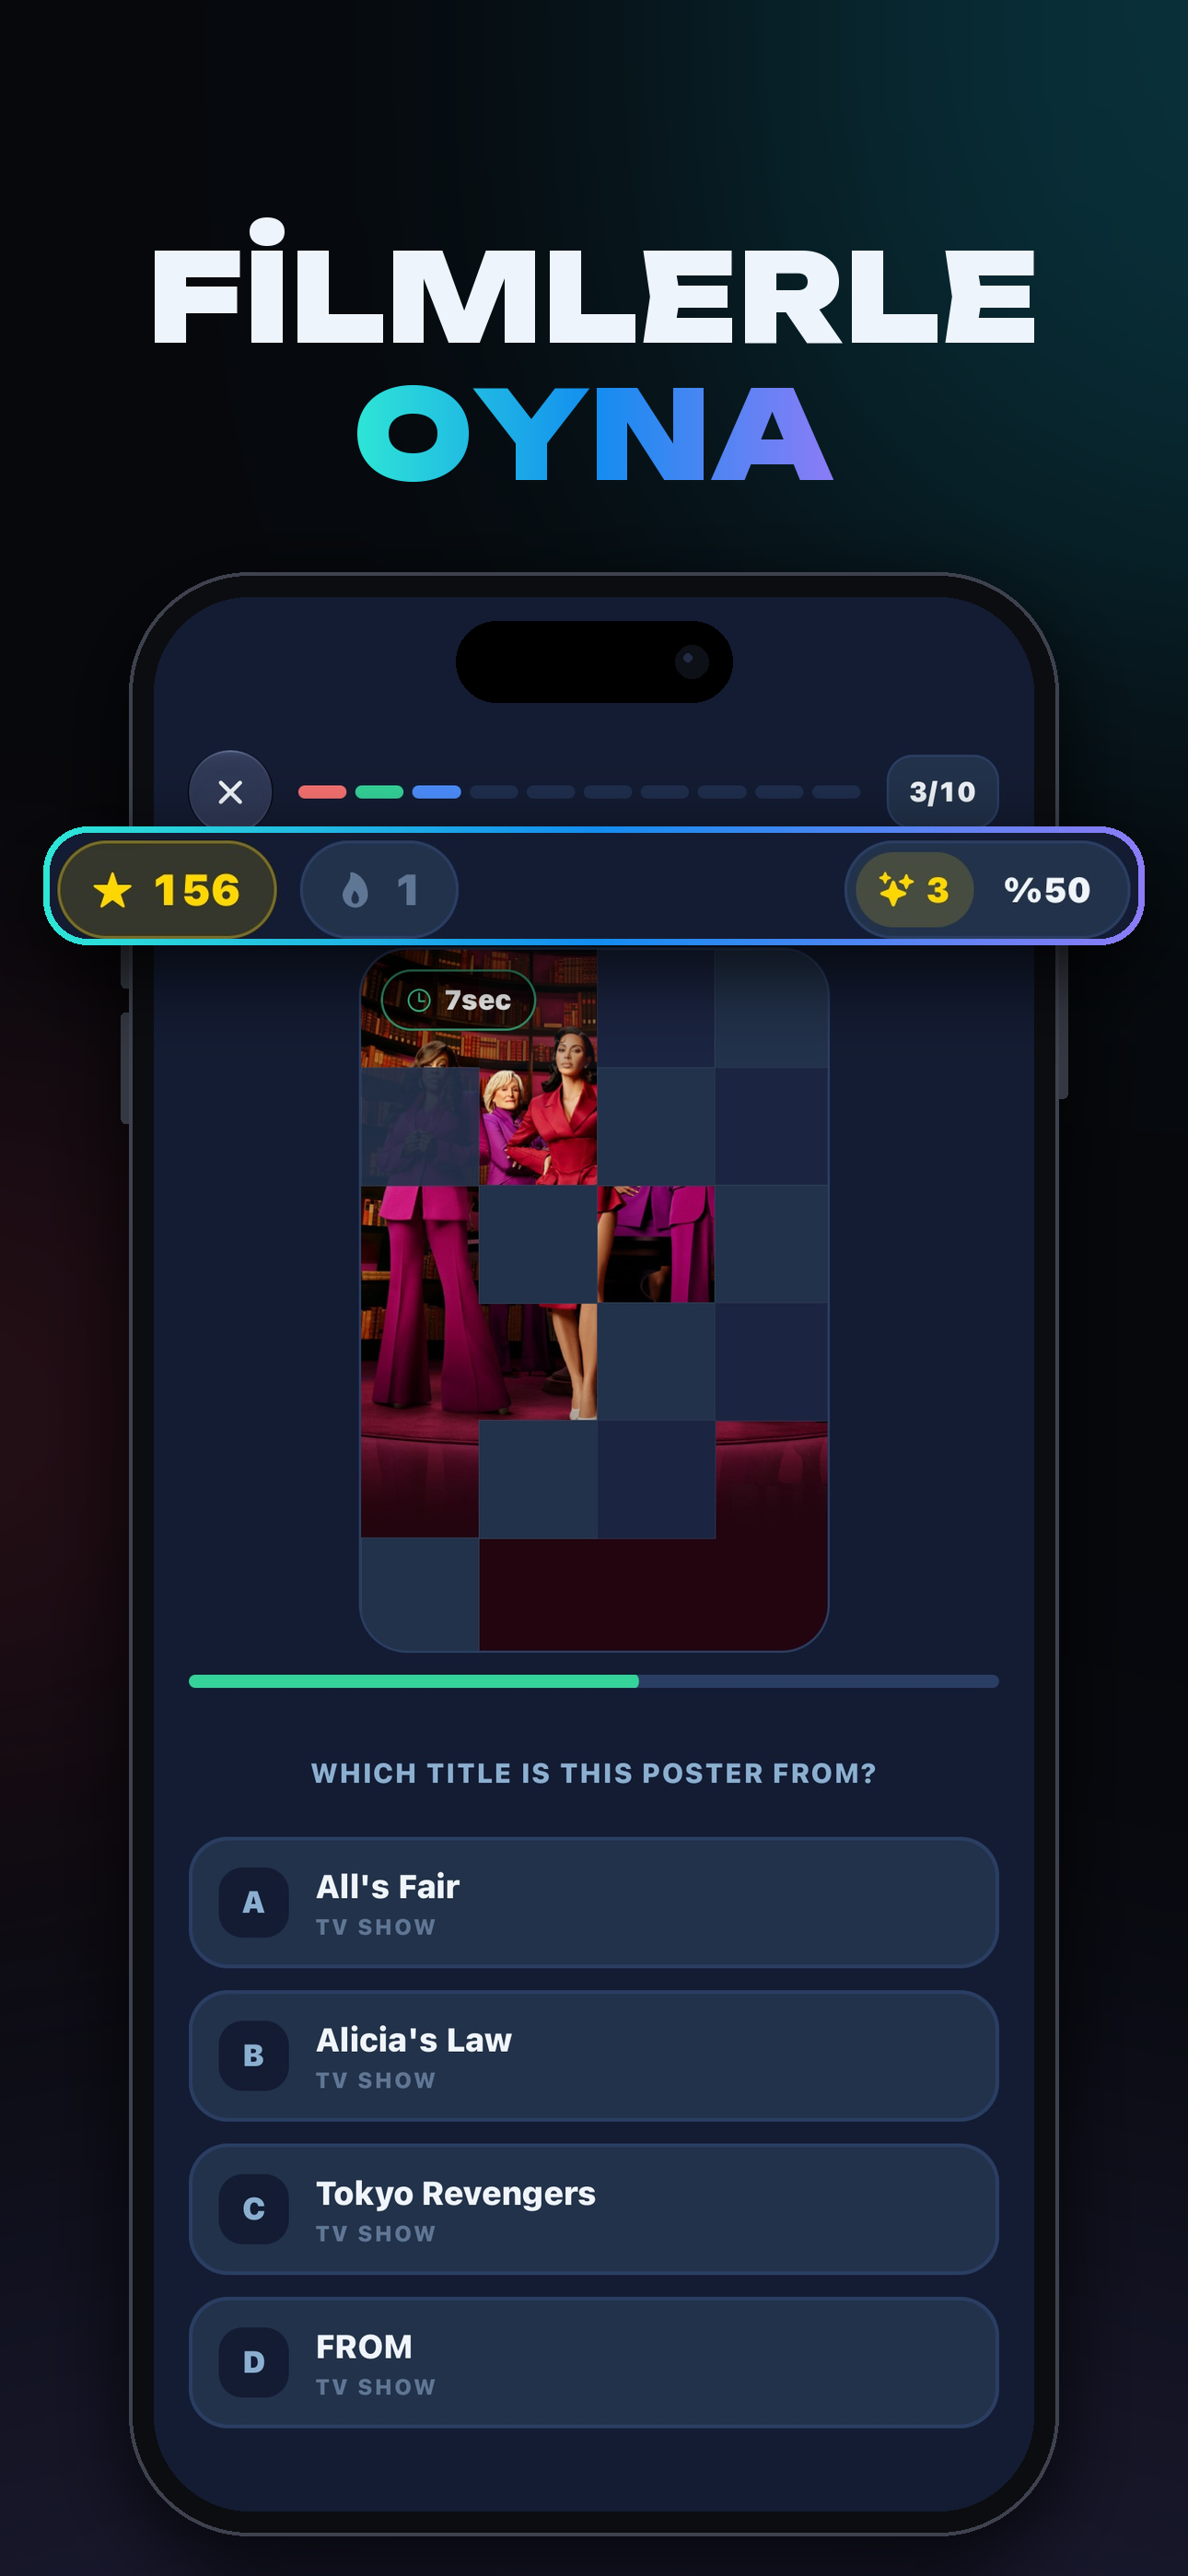 FİLMLERLE
OYNA
3/10
156
1
3
%50
7sec
WHICH TITLE IS THIS POSTER FROM?
A
All's Fair
TV SHOW
B
Alicia's Law
TV SHOW
C
Tokyo Revengers
TV SHOW
D
FROM
TV SHOW